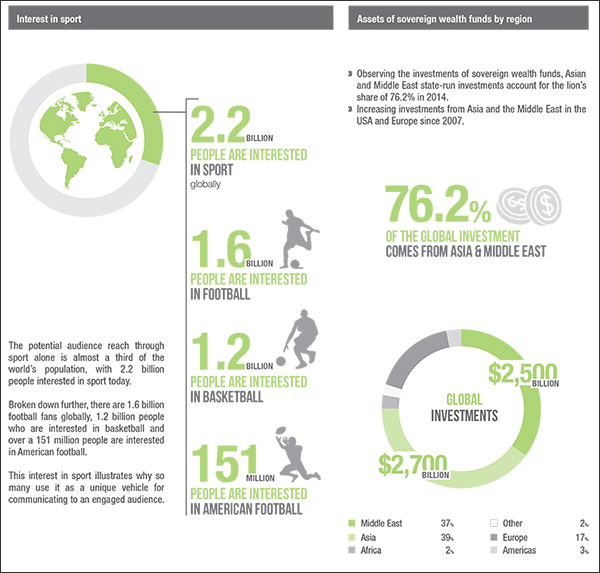 Interest in sport
2.2 BILLION
PEOPLE ARE INTERESTED
IN SPORT
globally
1.6 BILLION
PEOPLE ARE INTERESTED
IN FOOTBALL
1.2 BILLION
PEOPLE ARE INTERESTED
IN BASKETBALL
151 MILLION
PEOPLE ARE INTERESTED
IN AMERICAN FOOTBALL
The potential audience reach through
sport alone is almost a third of the
world's population, with 2.2 billion
people interested in sport today.
Broken down further, there are 1.6 billion
football fans globally, 1.2 billion people
who are interested in basketball and
over a 151 million people are interested
in American football.
This interest in sport illustrates why so
many use it as a unique vehicle for
communicating to an engaged audience.
Assets of sovereign wealth funds by region
Observing the investments of sovereign wealth funds, Asian
and Middle East state-run investments account for the lion's
share of 76.2% in 2014.
Increasing investments from Asia and the Middle East in the
USA and Europe since 2007.
76.2%
OF THE GLOBAL INVESTMENT
COMES FROM ASIA & MIDDLE EAST
$2,500 BILLION
GLOBAL
INVESTMENTS
$2,700 BILLION
Middle East 37%
Asia 39%
Africa 2%
Other 2%
Europe 17%
Americas 3%